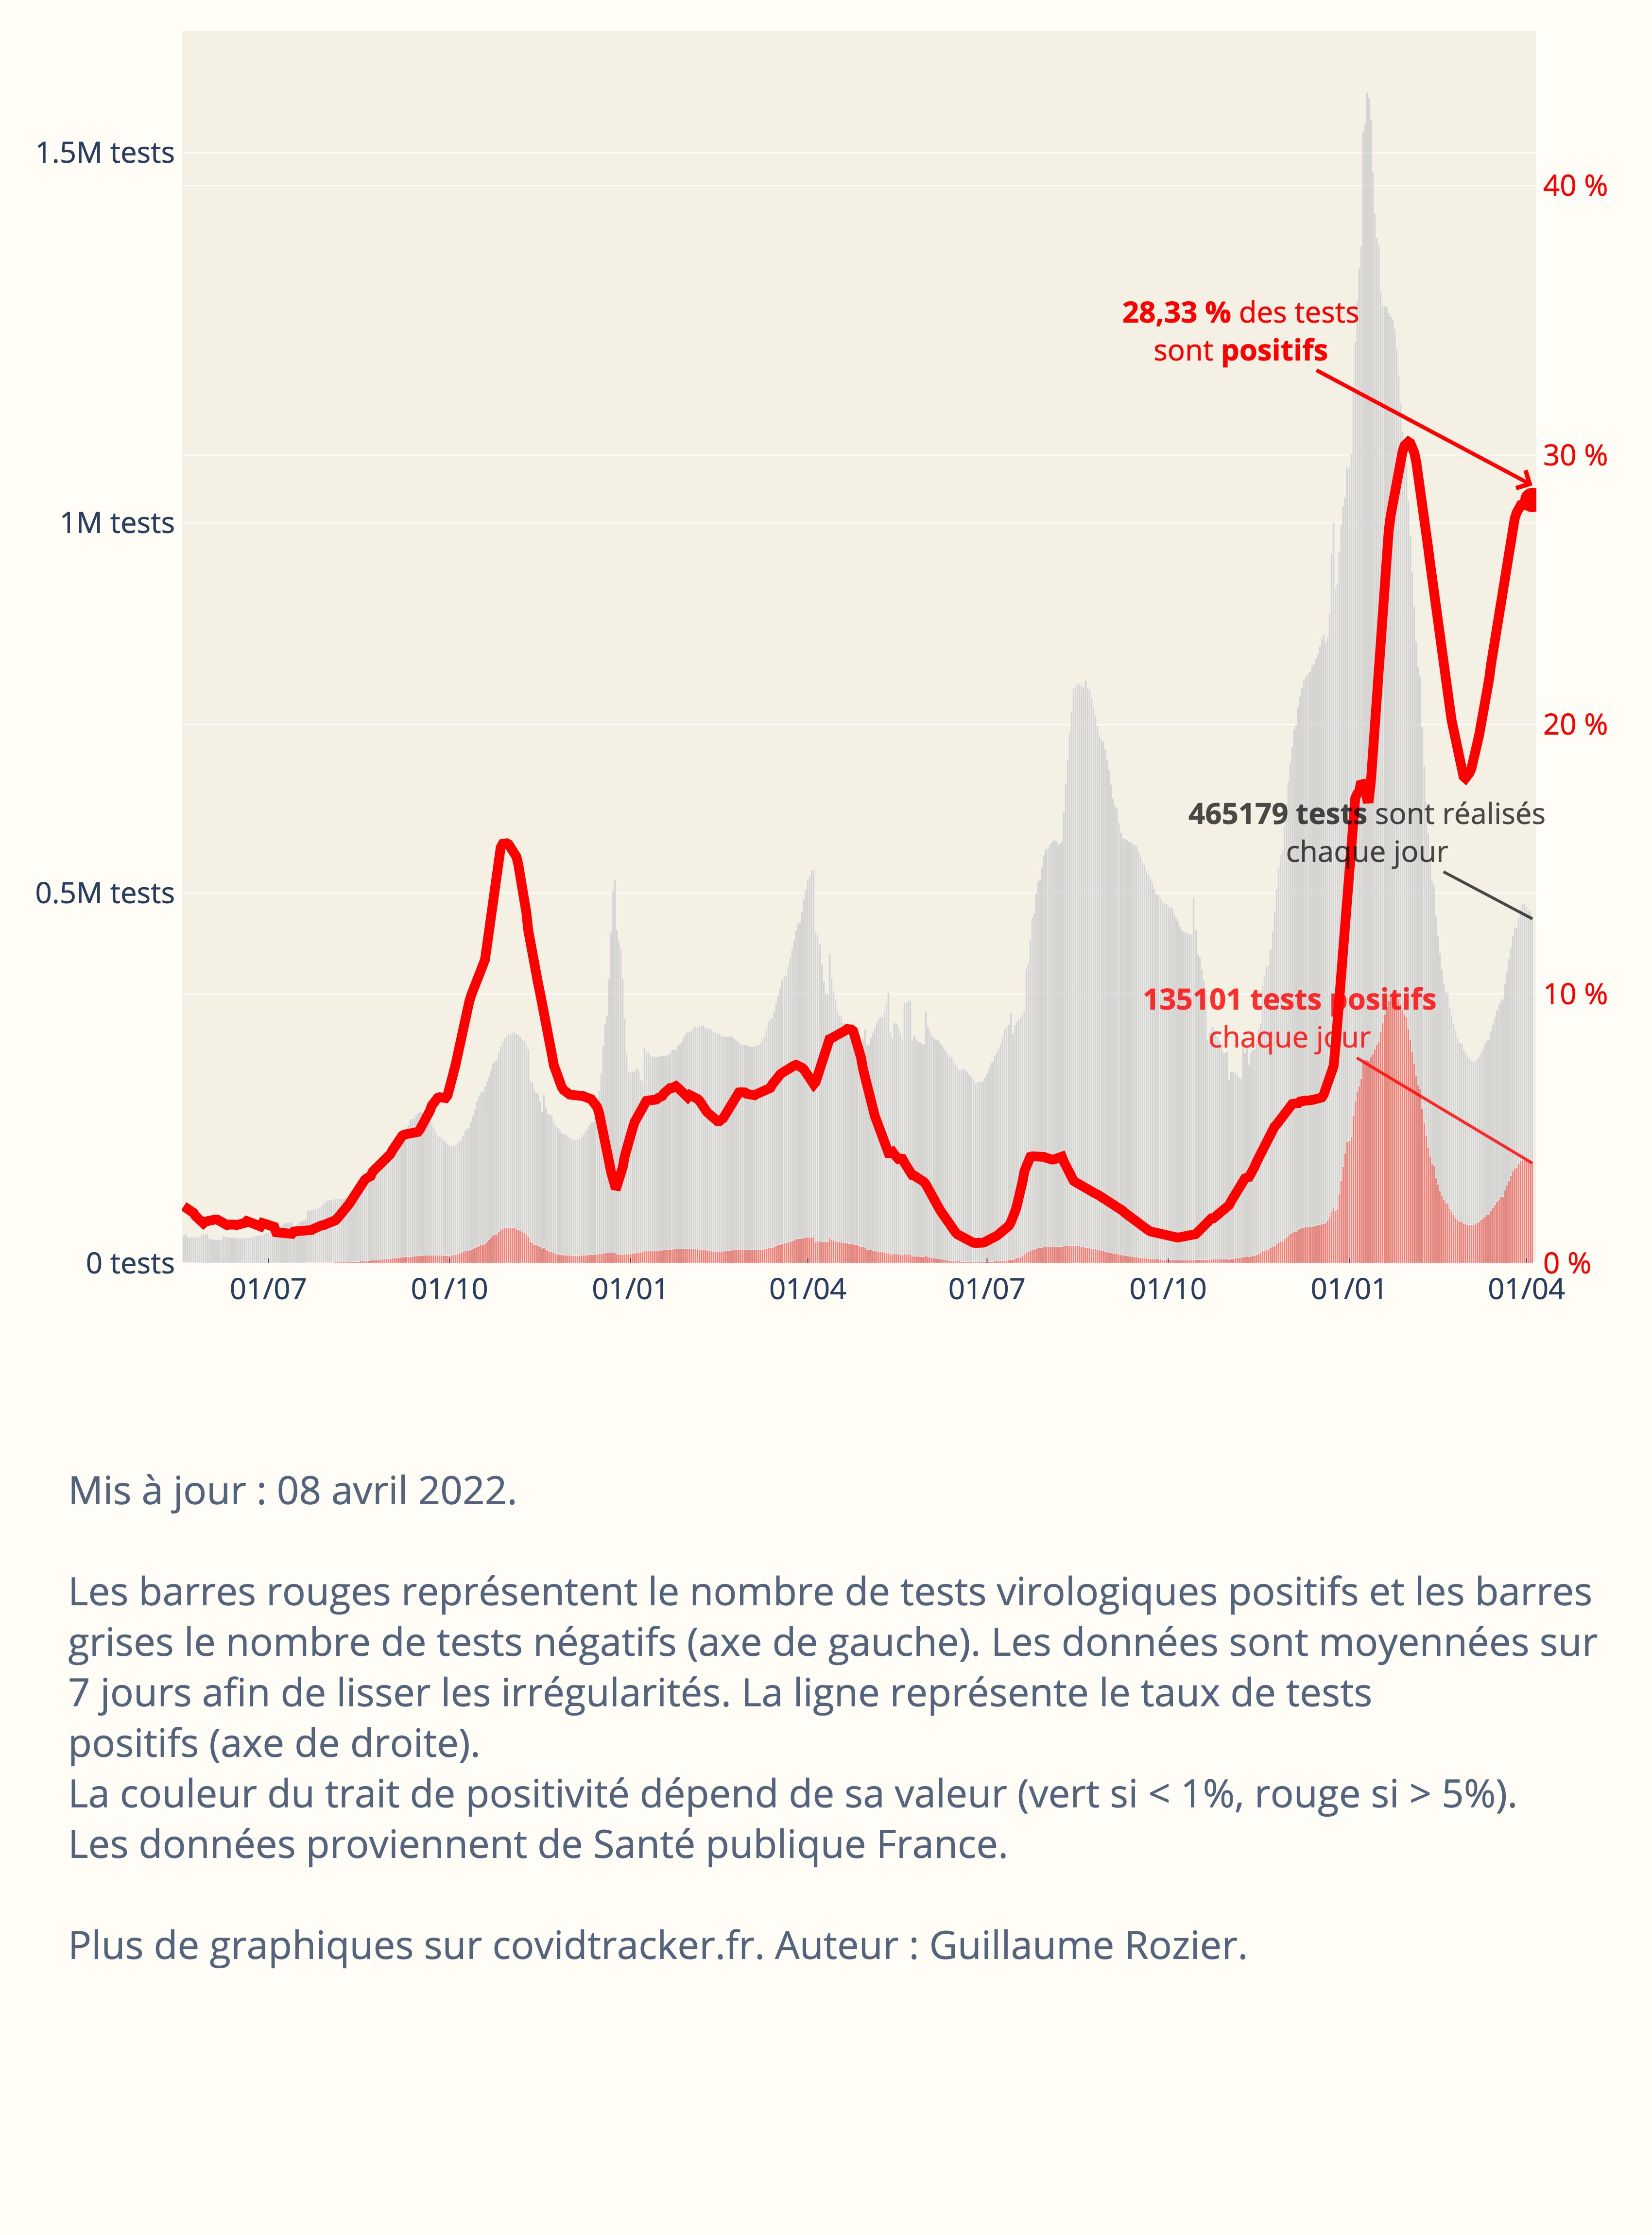 1.5M tests
40 %
28,33 % des tests
sont positifs
30 %
1M tests
20 %
465179 tests sont réalisés
chaque jour
0.5M tests
10 %
135101 tests positifs
chaque jour
0 tests
0 %
01/07 01/10 01/01 01/04 01/07 01/10 01/01 01/04
Mis à jour : 08 avril 2022.
Les barres rouges représentent le nombre de tests virologiques positifs et les barres
grises le nombre de tests négatifs (axe de gauche). Les données sont moyennées sur
7 jours afin de lisser les irrégularités. La ligne représente le taux de tests
positifs (axe de droite).
La couleur du trait de positivité dépend de sa valeur (vert si < 1%, rouge si > 5%).
Les données proviennent de Santé publique France.
Plus de graphiques sur covidtracker.fr. Auteur : Guillaume Rozier.